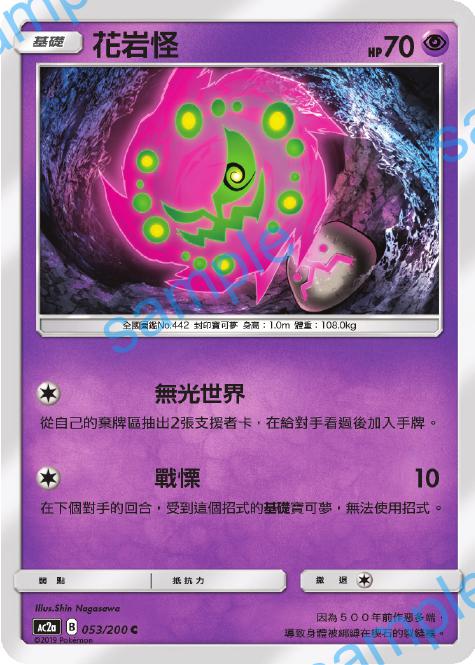 sample
基礎 花岩怪 HP70
全國圖鑑No.442 封印寶可夢 身高：1.0m 體重：108.0kg
無光世界
從自己的棄牌區抽出2張支援者卡，在給對手看過後加入手牌。
戰慄 10
在下個對手的回合，受到這個招式的基礎寶可夢，無法使用招式。
弱點 抵抗力 撤退
Illus.Shin Nagasawa
AC2a B 053/200 C
©2019 Pokémon
因為５００年前作惡多端，
導致身體被綁縛在楔石的裂縫裡。
sample
sample
sample